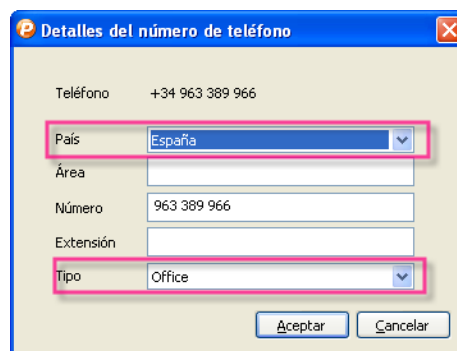 Detalles del número de teléfono
Teléfono +34 963 389 966
País España
Área
Número 963 389 966
Extensión
Tipo Office
Aceptar Cancelar